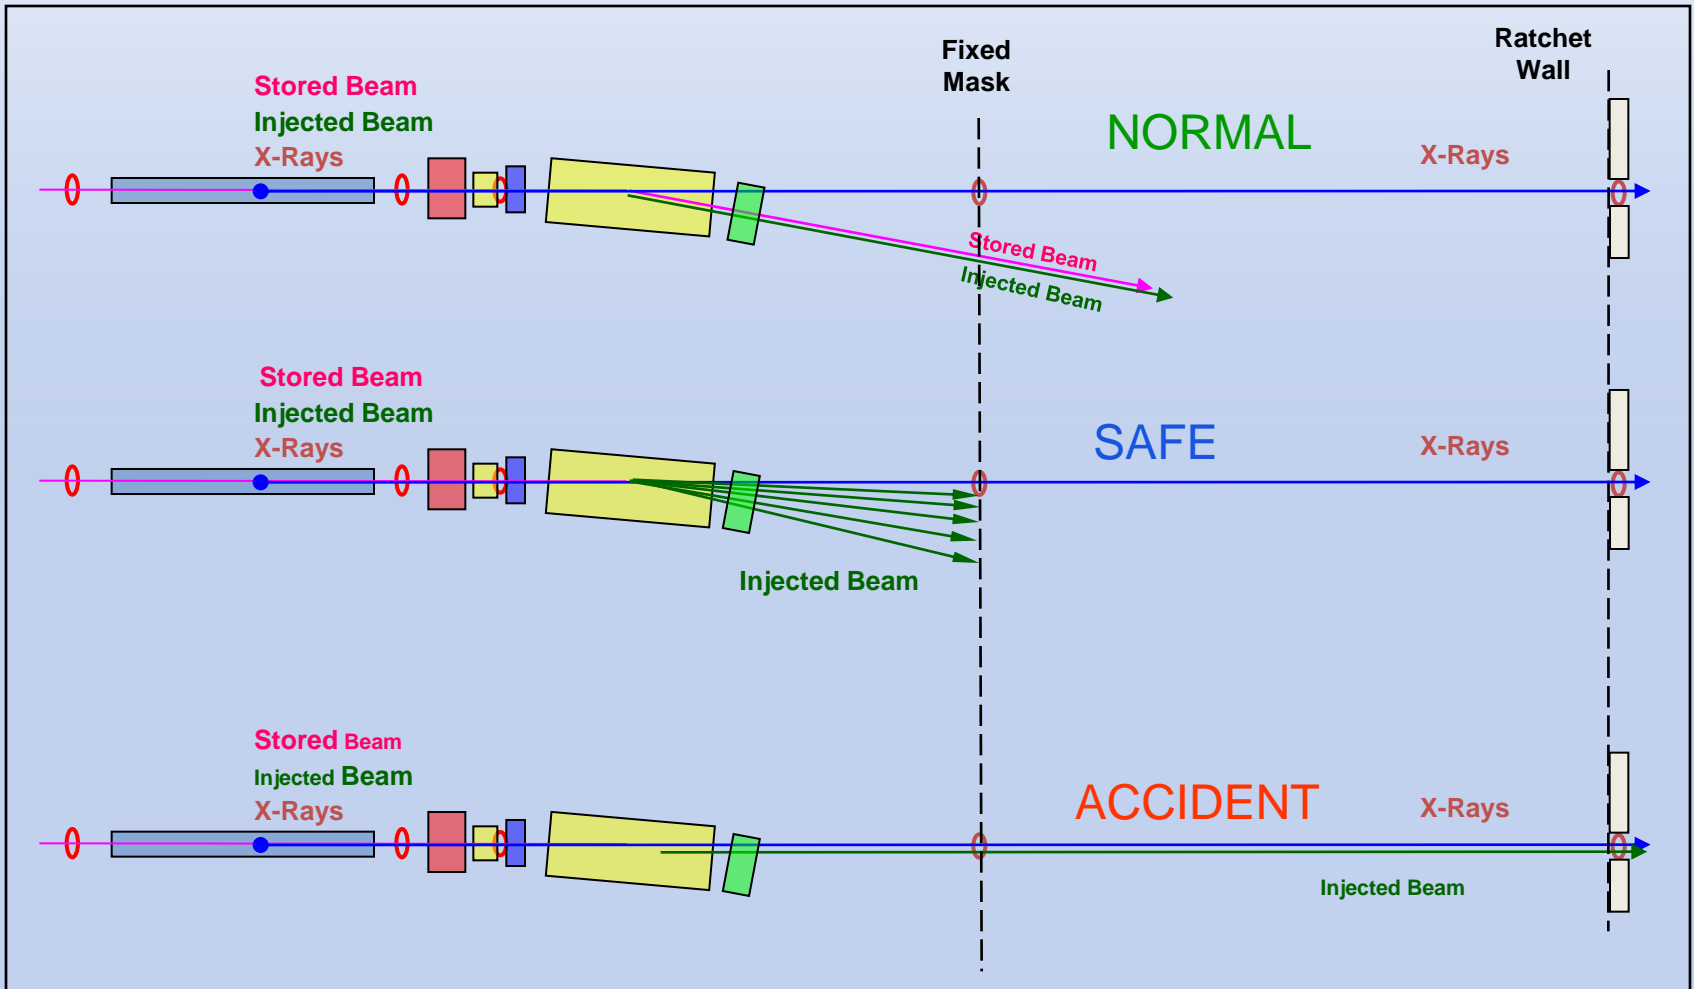 Fixed
Mask
Ratchet
Wall
Stored Beam
Injected Beam
X-Rays
NORMAL
X-Rays
Stored Beam
Injected Beam
Stored Beam
Injected Beam
X-Rays
SAFE
X-Rays
Injected Beam
Stored Beam
Injected Beam
X-Rays
ACCIDENT
X-Rays
Injected Beam